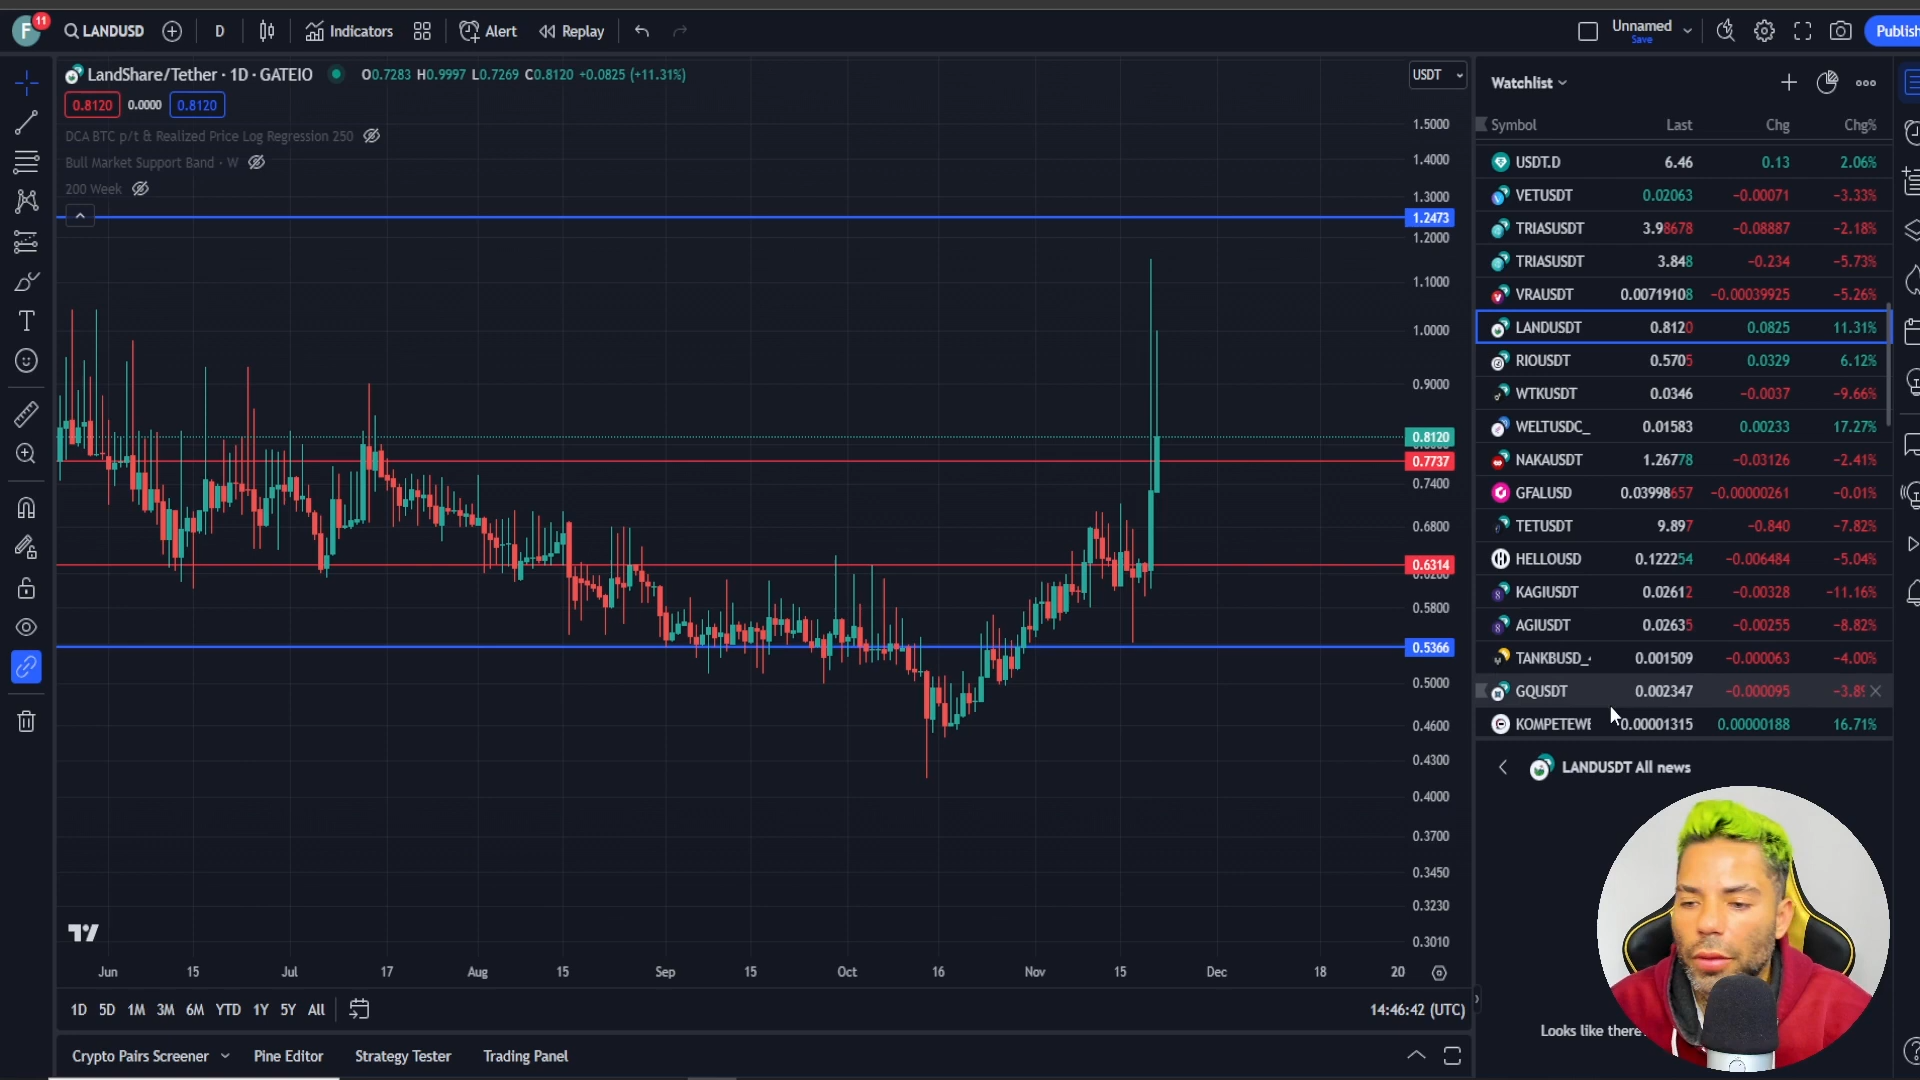 F 11 LANDUSD D Indicators Alert Replay Unnamed Save Publish
LandShare/Tether · 1D · GATEIO O0.7283 H0.9997 L0.7269 C0.8120 +0.0825 (+11.31%) USDT
0.8120 0.0000 0.8120
DCA BTC p/t & Realized Price Log Regression 250
Bull Market Support Band · W
200 Week
1.5000
1.4000
1.3000
1.2473
1.2000
1.1000
1.0000
0.9000
0.8120
0.7737
0.7400
0.6800
0.6314
0.5800
0.5366
0.5000
0.4600
0.4300
0.4000
0.3700
0.3450
0.3230
0.3010
Jun 15 Jul 17 Aug 15 Sep 15 Oct 16 Nov 15 Dec 18 20
1D 5D 1M 3M 6M YTD 1Y 5Y All 14:46:42 (UTC)
Crypto Pairs Screener Pine Editor Strategy Tester Trading Panel
Watchlist
Symbol Last Chg Chg%
USDT.D 6.46 0.13 2.06%
VETUSDT 0.02063 −0.00071 −3.33%
TRIASUSDT 3.98678 −0.08887 −2.18%
TRIASUSDT 3.848 −0.234 −5.73%
VRAUSDT 0.00719108 −0.00039925 −5.26%
LANDUSDT 0.8120 0.0825 11.31%
RIOUSDT 0.5705 0.0329 6.12%
WTKUSDT 0.0346 −0.0037 −9.66%
WELTUSDC_ 0.01583 0.00233 17.27%
NAKAUSDT 1.26778 −0.03126 −2.41%
GFALUSD 0.03998657 −0.00000261 −0.01%
TETUSDT 9.897 −0.840 −7.82%
HELLOUSD 0.122254 −0.006484 −5.04%
KAGIUSDT 0.02612 −0.00328 −11.16%
AGIUSDT 0.02635 −0.00255 −8.82%
TANKBUSD_ 0.001509 −0.000063 −4.00%
GQUSDT 0.002347 −0.000095 −3.89
KOMPETEWE 0.00001315 0.00000188 16.71%
LANDUSDT All news
Looks like there